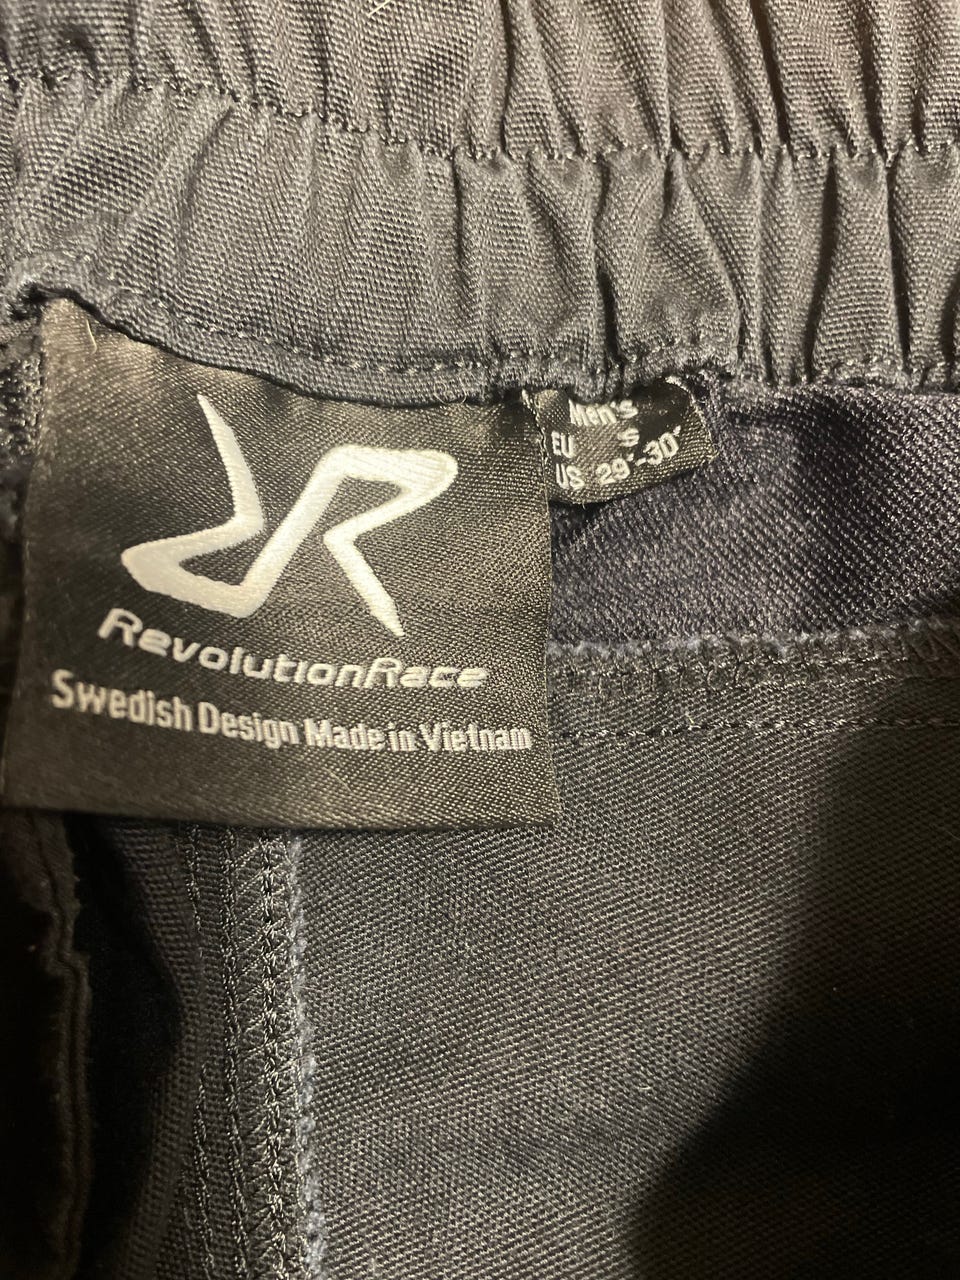 RevolutionRace
Swedish Design Made in Vietnam
Men's
EU S
US 29"-30"